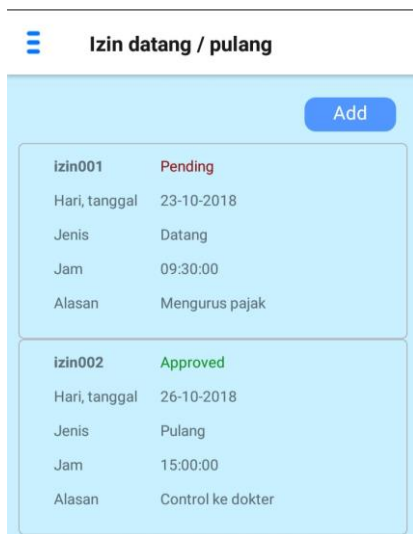 Izin datang / pulang
Add
izin001 Pending
Hari, tanggal 23-10-2018
Jenis Datang
Jam 09:30:00
Alasan Mengurus pajak
izin002 Approved
Hari, tanggal 26-10-2018
Jenis Pulang
Jam 15:00:00
Alasan Control ke dokter